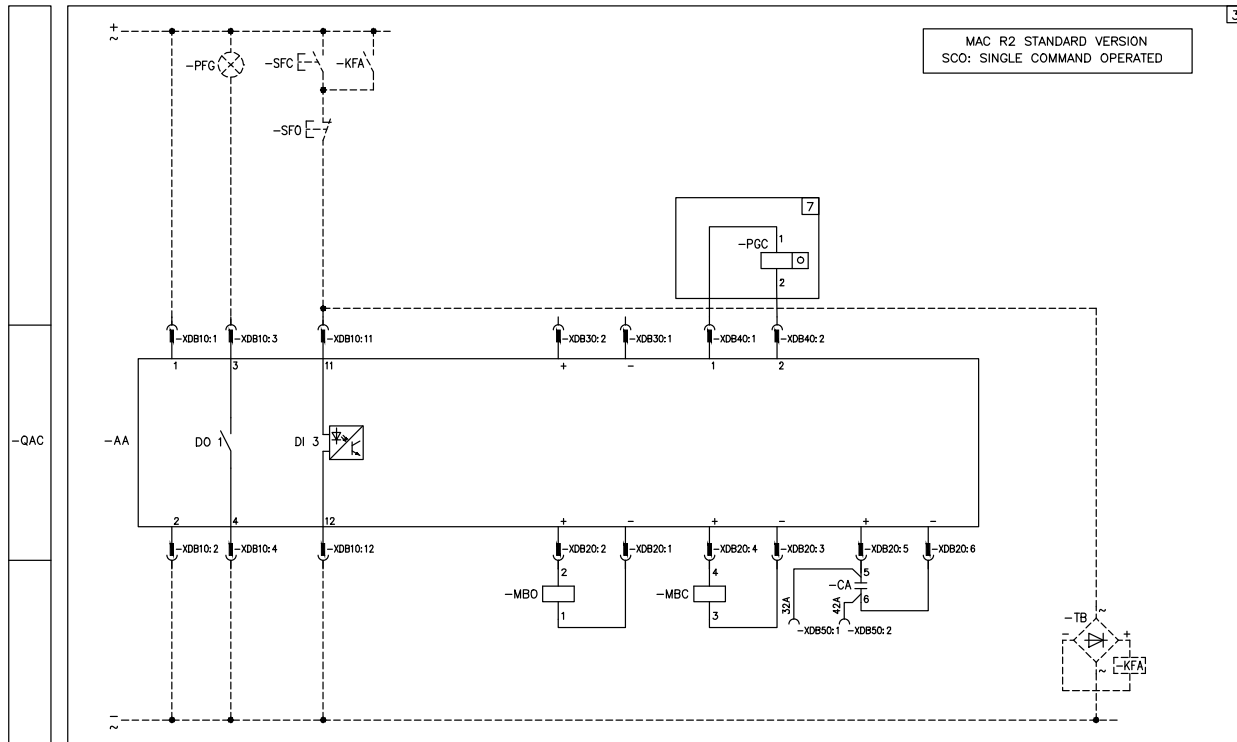 3
MAC R2 STANDARD VERSION
SCO: SINGLE COMMAND OPERATED
+
~
-PFG
-SFC
-KFA
-SFO
7
-PGC
1
2
-XDB10:1
-XDB10:3
-XDB10:11
-XDB30:2
-XDB30:1
-XDB40:1
-XDB40:2
1
3
11
+
-
1
2
-QAC
-AA
DO 1
DI 3
2
4
12
+
-
+
-
+
-
-XDB10:2
-XDB10:4
-XDB10:12
-XDB20:2
-XDB20:1
-XDB20:4
-XDB20:3
-XDB20:5
-XDB20:6
2
-MBO
1
4
-MBC
3
5
-CA
6
32A
42A
-XDB50:1
-XDB50:2
~
-TB
-
+
~
-KFA
-
~